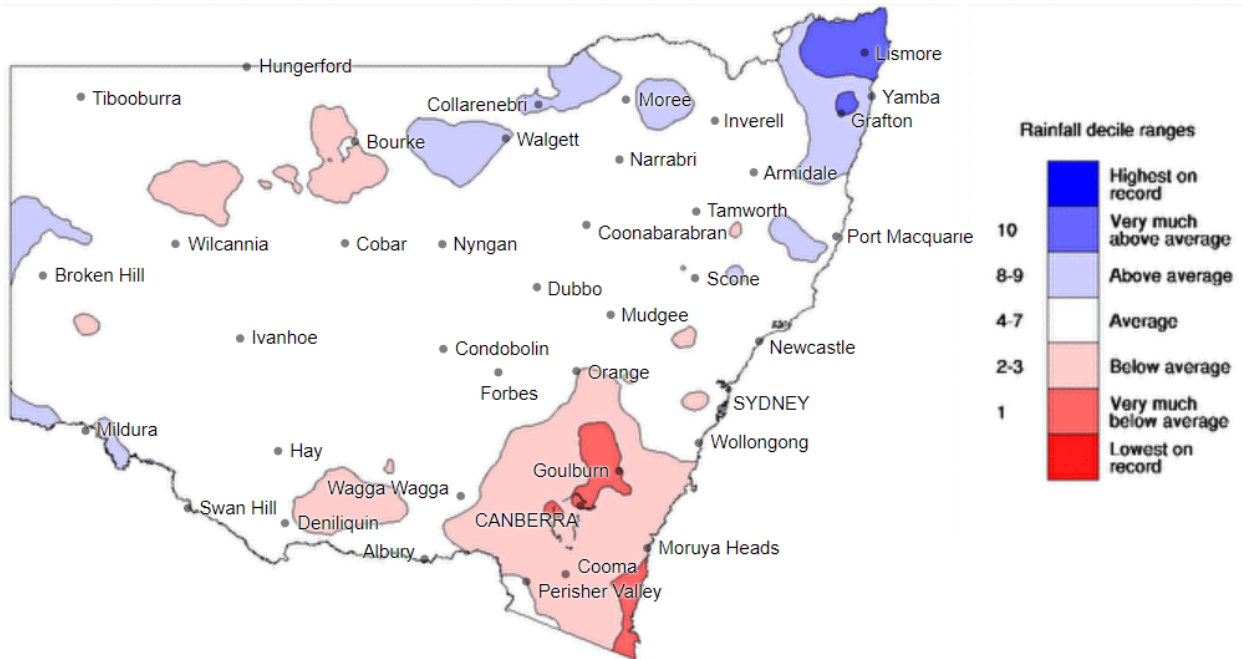 Hungerford
Lismore
Tibooburra
Collarenebri
Moree
Yamba
Inverell
Grafton
Bourke
Walgett
Narrabri
Armidale
Tamworth
Coonabarabran
Port Macquarie
Wilcannia
Cobar
Nyngan
Broken Hill
Scone
Dubbo
Mudgee
Ivanhoe
Condobolin
Newcastle
Orange
Forbes
SYDNEY
Mildura
Wollongong
Hay
Goulburn
Wagga Wagga
Swan Hill
Deniliquin
CANBERRA
Albury
Moruya Heads
Cooma
Perisher Valley
Rainfall decile ranges
Highest on
record
10 Very much
above average
8-9 Above average
4-7 Average
2-3 Below average
1 Very much
below average
Lowest on
record